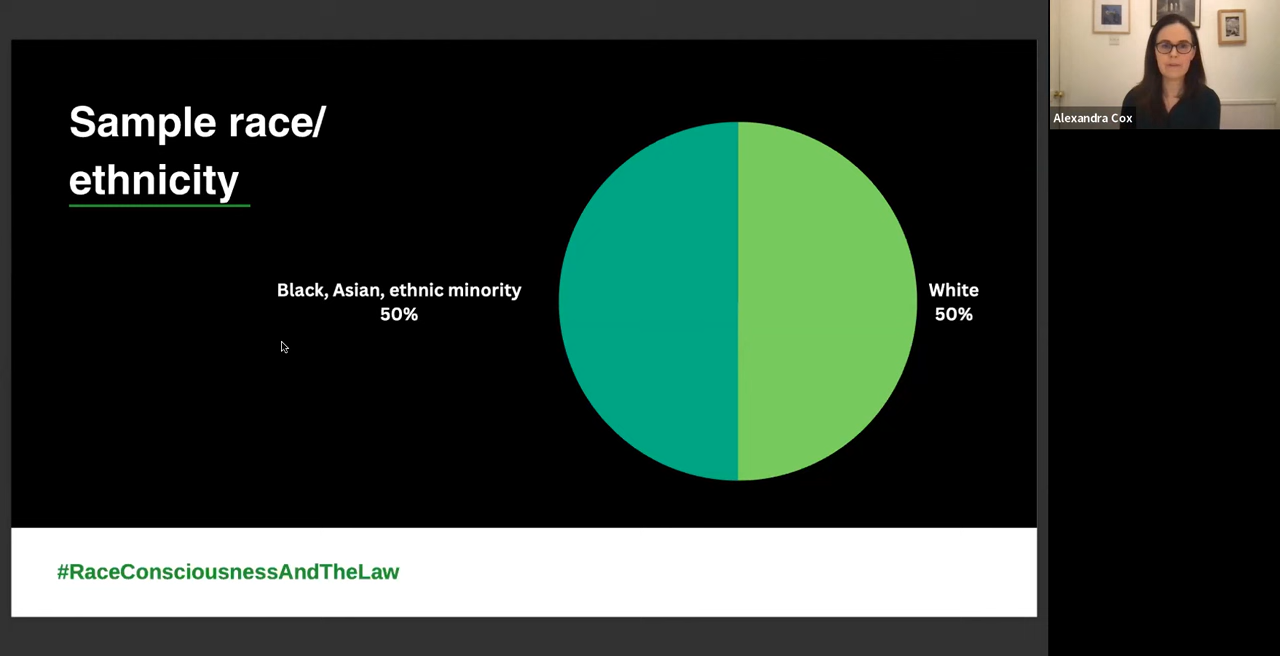 Sample race/
ethnicity
Black, Asian, ethnic minority
50%
White
50%
#RaceConsciousnessAndTheLaw
Alexandra Cox